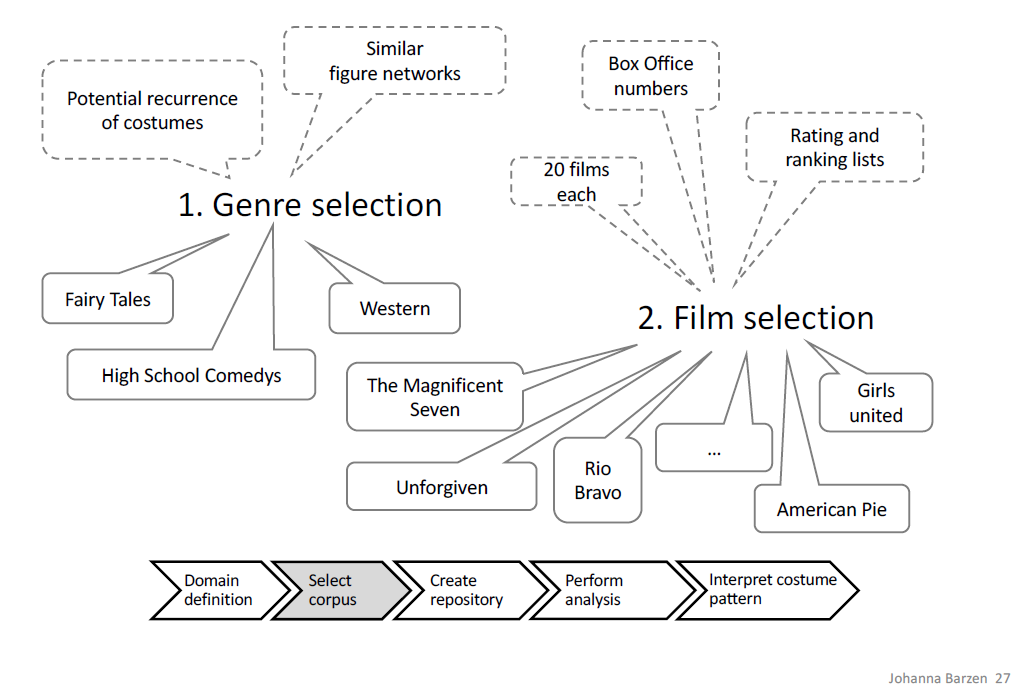 Similar
figure networks
Potential recurrence
of costumes
Box Office
numbers
Rating and
ranking lists
20 films
each
1. Genre selection
Fairy Tales
Western
High School Comedys
2. Film selection
The Magnificent
Seven
Unforgiven
Rio
Bravo
...
American Pie
Girls
united
Domain
definition
Select
corpus
Create
repository
Perform
analysis
Interpret costume
pattern
Johanna Barzen 27